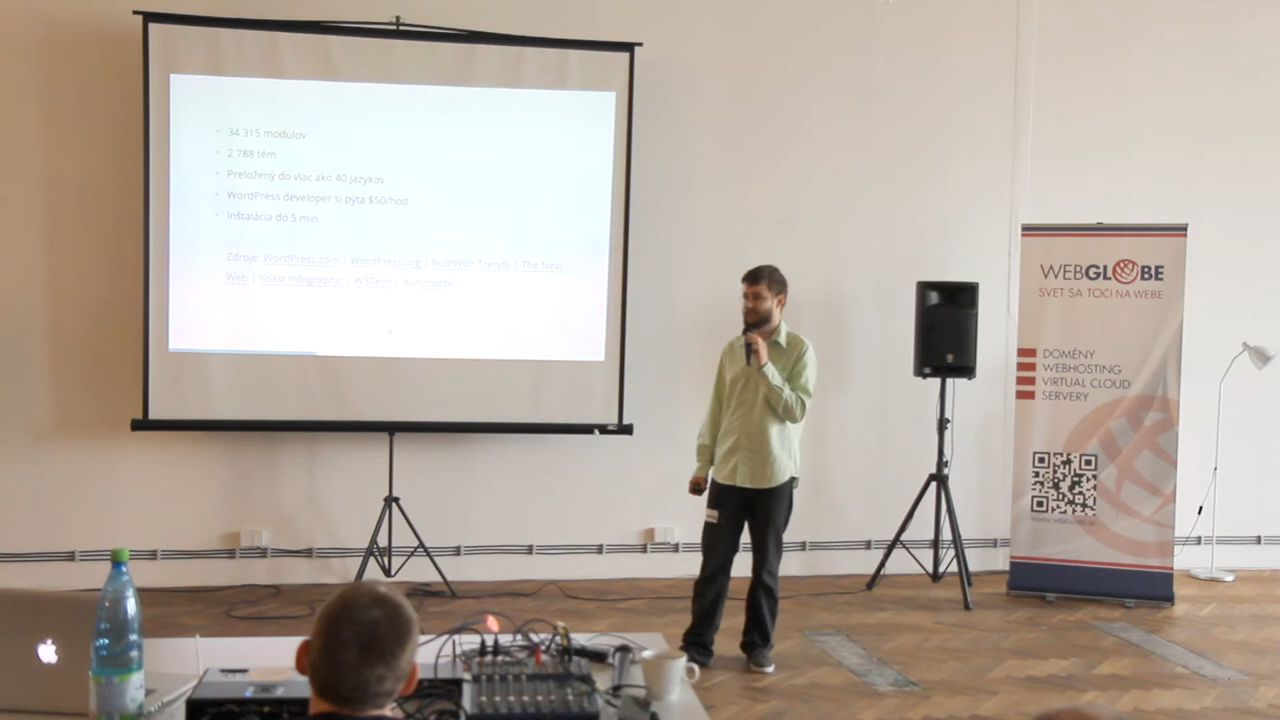 34 315 modulov
2 788 tém
Preložený do viac ako 40 jazykov
WordPress developer si pýta $50/hod.
Inštalácia do 5 min.
Zdroje: WordPress.com | WordPress.org | BuiltWith Trends | The Next
Web | Yoast Infographic | W3Tech | Automattic
WEBGLOBE
SVET SA TOČÍ NA WEBE
DOMÉNY
WEBHOSTING
VIRTUAL CLOUD
SERVERY